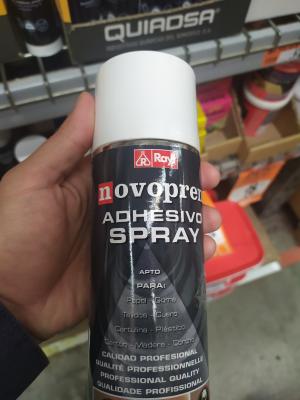 QUIADSA®
R Rayt
novopren
ADHESIVO
SPRAY
APTO
PARA:
Papel - Goma
Tejidos - Cuero
Cartulina - Plástico
Cartón - Madera - Corcho
CALIDAD PROFESIONAL
QUALITÉ PROFESSIONNELLE
PROFESSIONAL QUALITY
QUALIDADE PROFISSIONAL